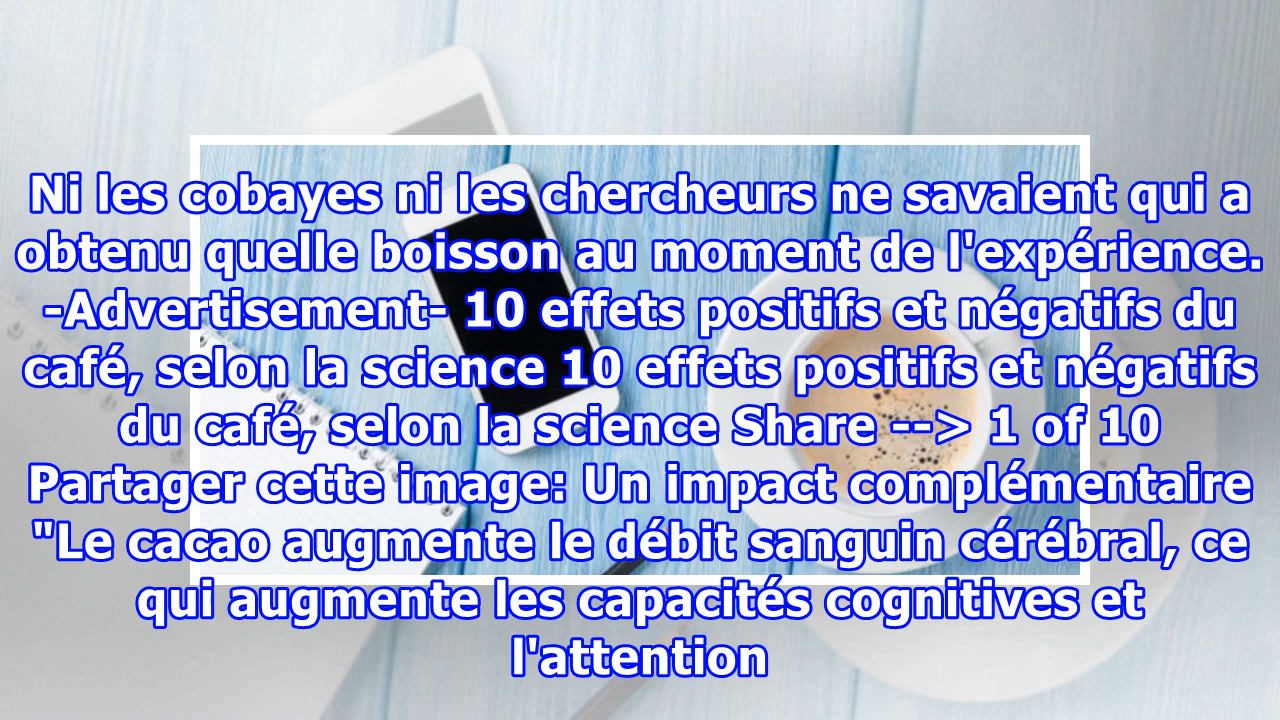 Ni les cobayes ni les chercheurs ne savaient qui a
obtenu quelle boisson au moment de l'expérience.
-Advertisement- 10 effets positifs et négatifs du
café, selon la science 10 effets positifs et négatifs
du café, selon la science Share --> 1 of 10
Partager cette image: Un impact complémentaire
"Le cacao augmente le débit sanguin cérébral, ce
qui augmente les capacités cognitives et
l'attention